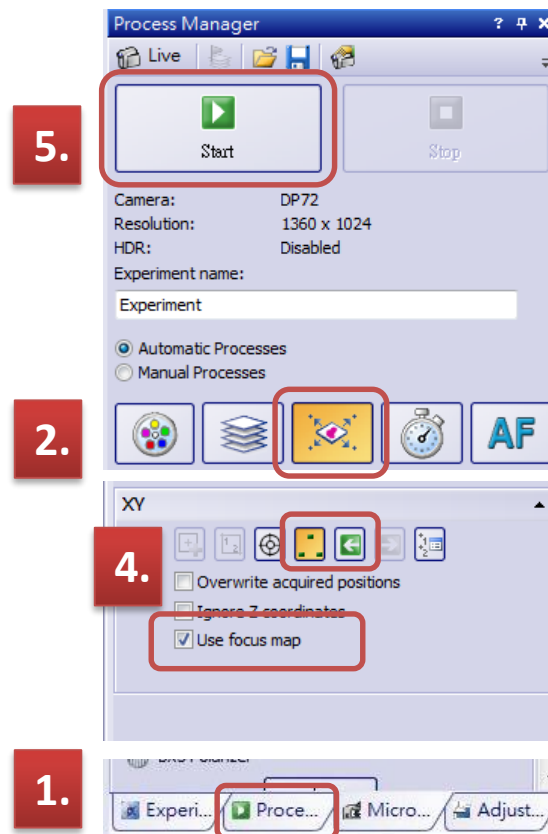 Process Manager
Live
5.
Start
Stop
Camera: DP72
Resolution: 1360 x 1024
HDR: Disabled
Experiment name:
Experiment
Automatic Processes
Manual Processes
2.
AF
XY
4.
Overwrite acquired positions
Ignore Z coordinates
Use focus map
1.
Experi...
Proce...
Micro...
Adjust...